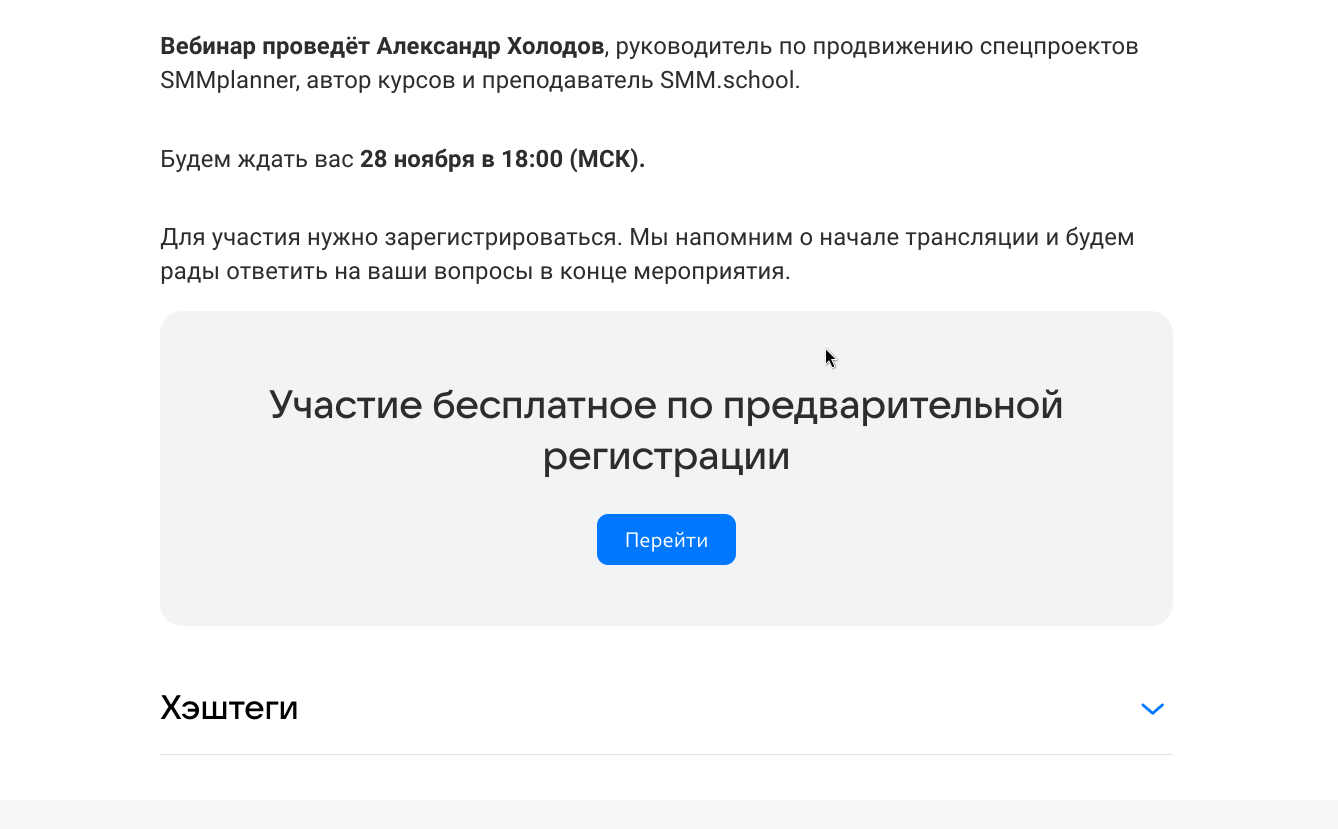 Вебинар проведёт Александр Холодов, руководитель по продвижению спецпроектов
SMMplanner, автор курсов и преподаватель SMM.school.
Будем ждать вас 28 ноября в 18:00 (МСК).
Для участия нужно зарегистрироваться. Мы напомним о начале трансляции и будем
рады ответить на ваши вопросы в конце мероприятия.
Участие бесплатное по предварительной
регистрации
Перейти
Хэштеги